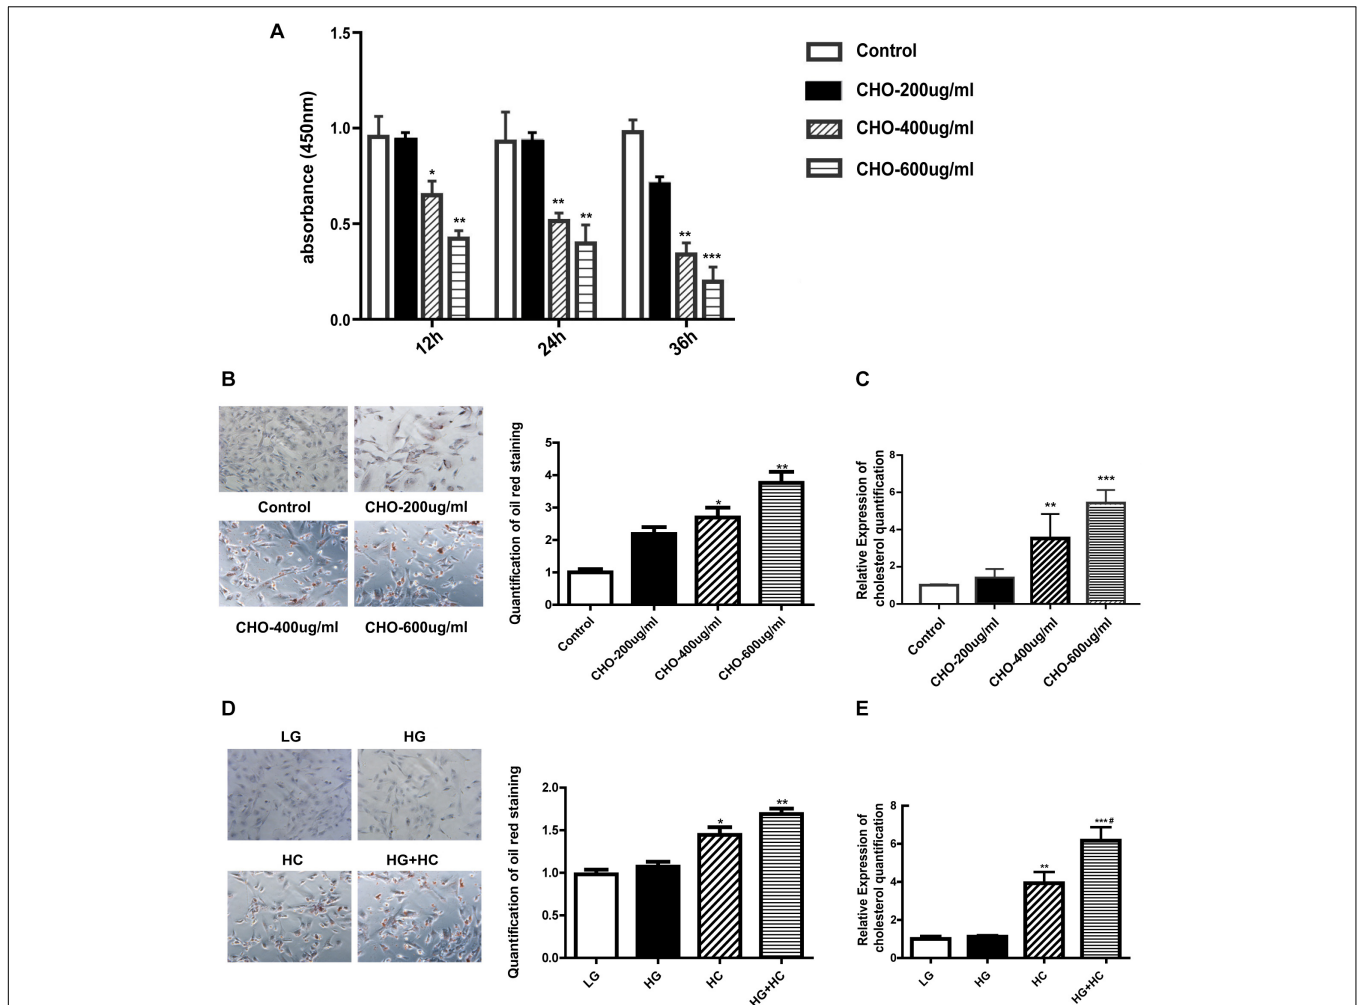 A
1.5
1.0
0.5
0.0
absorbance (450nm)
*
**
**
**
**
***
12h
24h
36h
Control
CHO-200ug/ml
CHO-400ug/ml
CHO-600ug/ml
B
Control
CHO-200ug/ml
CHO-400ug/ml
CHO-600ug/ml
Quantification of oil red staining
5
4
3
2
1
0
*
**
Control
CHO-200ug/ml
CHO-400ug/ml
CHO-600ug/ml
C
Relative Expression of
cholesterol quantification
8
6
4
2
0
**
***
Control
CHO-200ug/ml
CHO-400ug/ml
CHO-600ug/ml
D
LG
HG
HC
HG+HC
Quantification of oil red staining
2.0
1.5
1.0
0.5
0.0
*
**
LG
HG
HC
HG+HC
E
Relative Expression of
cholesterol quantification
8
6
4
2
0
**
***#
LG
HG
HC
HG+HC